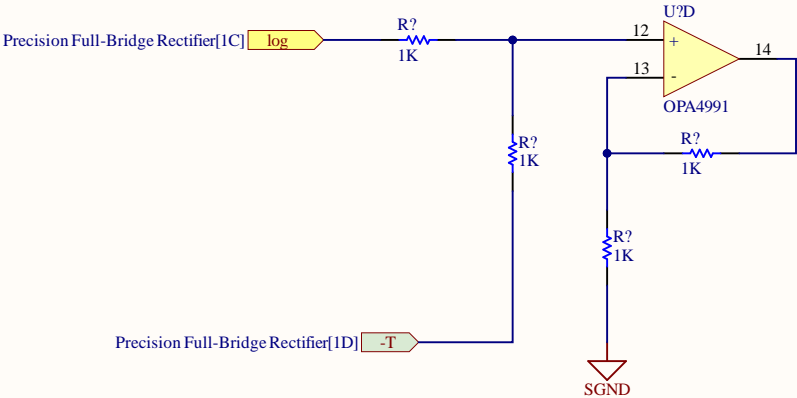 U?D
R?
Precision Full-Bridge Rectifier[1C] log
1K
12
+
13
-
14
OPA4991
R?
1K
R?
1K
R?
1K
Precision Full-Bridge Rectifier[1D] -T
SGND